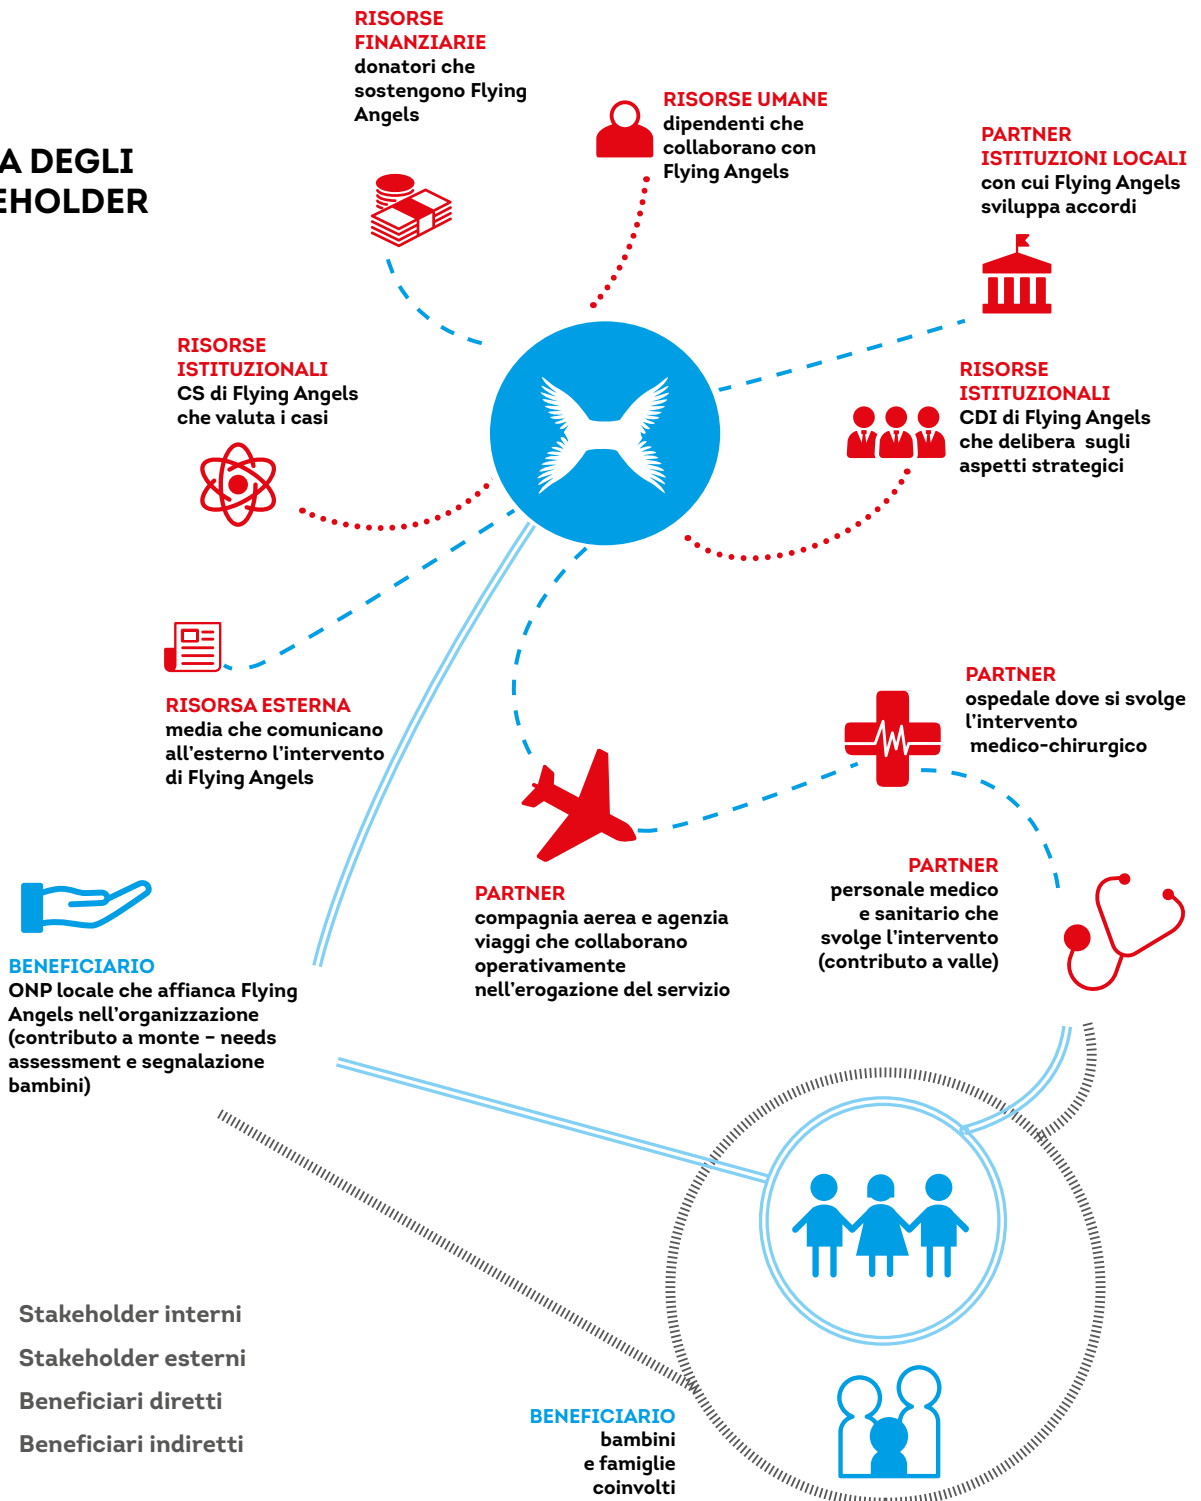 RISORSE
FINANZIARIE
donatori che
sostengono Flying
Angels
RISORSE UMANE
dipendenti che
collaborano con
Flying Angels
PARTNER
ISTITUZIONI LOCALI
con cui Flying Angels
sviluppa accordi
A DEGLI
EHOLDER
RISORSE
ISTITUZIONALI
CS di Flying Angels
che valuta i casi
RISORSE
ISTITUZIONALI
CDI di Flying Angels
che delibera sugli
aspetti strategici
RISORSA ESTERNA
media che comunicano
all'esterno l'intervento
di Flying Angels
PARTNER
ospedale dove si svolge
l'intervento
medico-chirurgico
PARTNER
compagnia aerea e agenzia
viaggi che collaborano
operativamente
nell'erogazione del servizio
PARTNER
personale medico
e sanitario che
svolge l'intervento
(contributo a valle)
BENEFICIARIO
ONP locale che affianca Flying
Angels nell'organizzazione
(contributo a monte – needs
assessment e segnalazione
bambini)
Stakeholder interni
Stakeholder esterni
Beneficiari diretti
Beneficiari indiretti
BENEFICIARIO
bambini
e famiglie
coinvolti